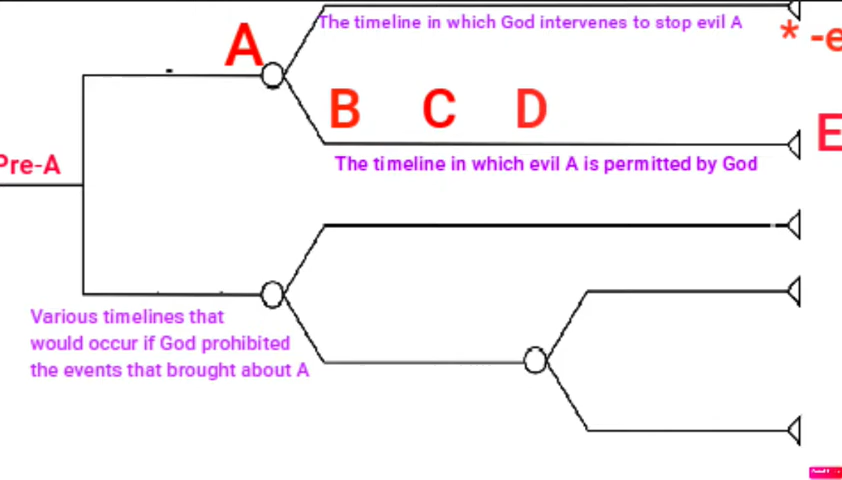 The timeline in which God intervenes to stop evil A
* -e
A
B C D
E
The timeline in which evil A is permitted by God
Pre-A
Various timelines that
would occur if God prohibited
the events that brought about A